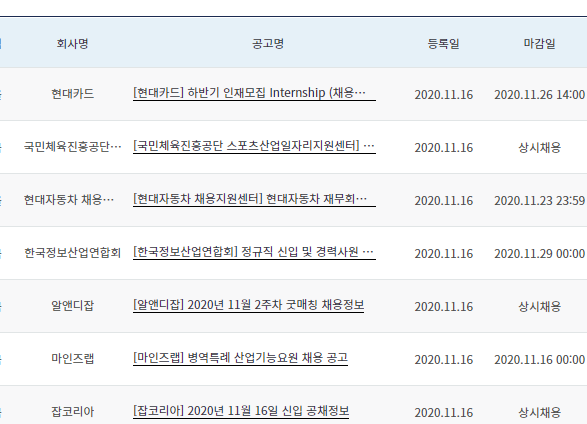 회사명 공고명 등록일 마감일
현대카드 [현대카드] 하반기 인재모집 Internship (채용··· 2020.11.16 2020.11.26 14:00
국민체육진흥공단··· [국민체육진흥공단 스포츠산업일자리지원센터] ··· 2020.11.16 상시채용
현대자동차 채용··· [현대자동차 채용지원센터] 현대자동차 재무회··· 2020.11.16 2020.11.23 23:59
한국정보산업연합회 [한국정보산업연합회] 정규직 신입 및 경력사원 ··· 2020.11.16 2020.11.29 00:00
알앤디잡 [알앤디잡] 2020년 11월 2주차 굿매칭 채용정보 2020.11.16 상시채용
마인즈랩 [마인즈랩] 병역특례 산업기능요원 채용 공고 2020.11.16 2020.11.16 00:00
잡코리아 [잡코리아] 2020년 11월 16일 신입 공채정보 2020.11.16 상시채용